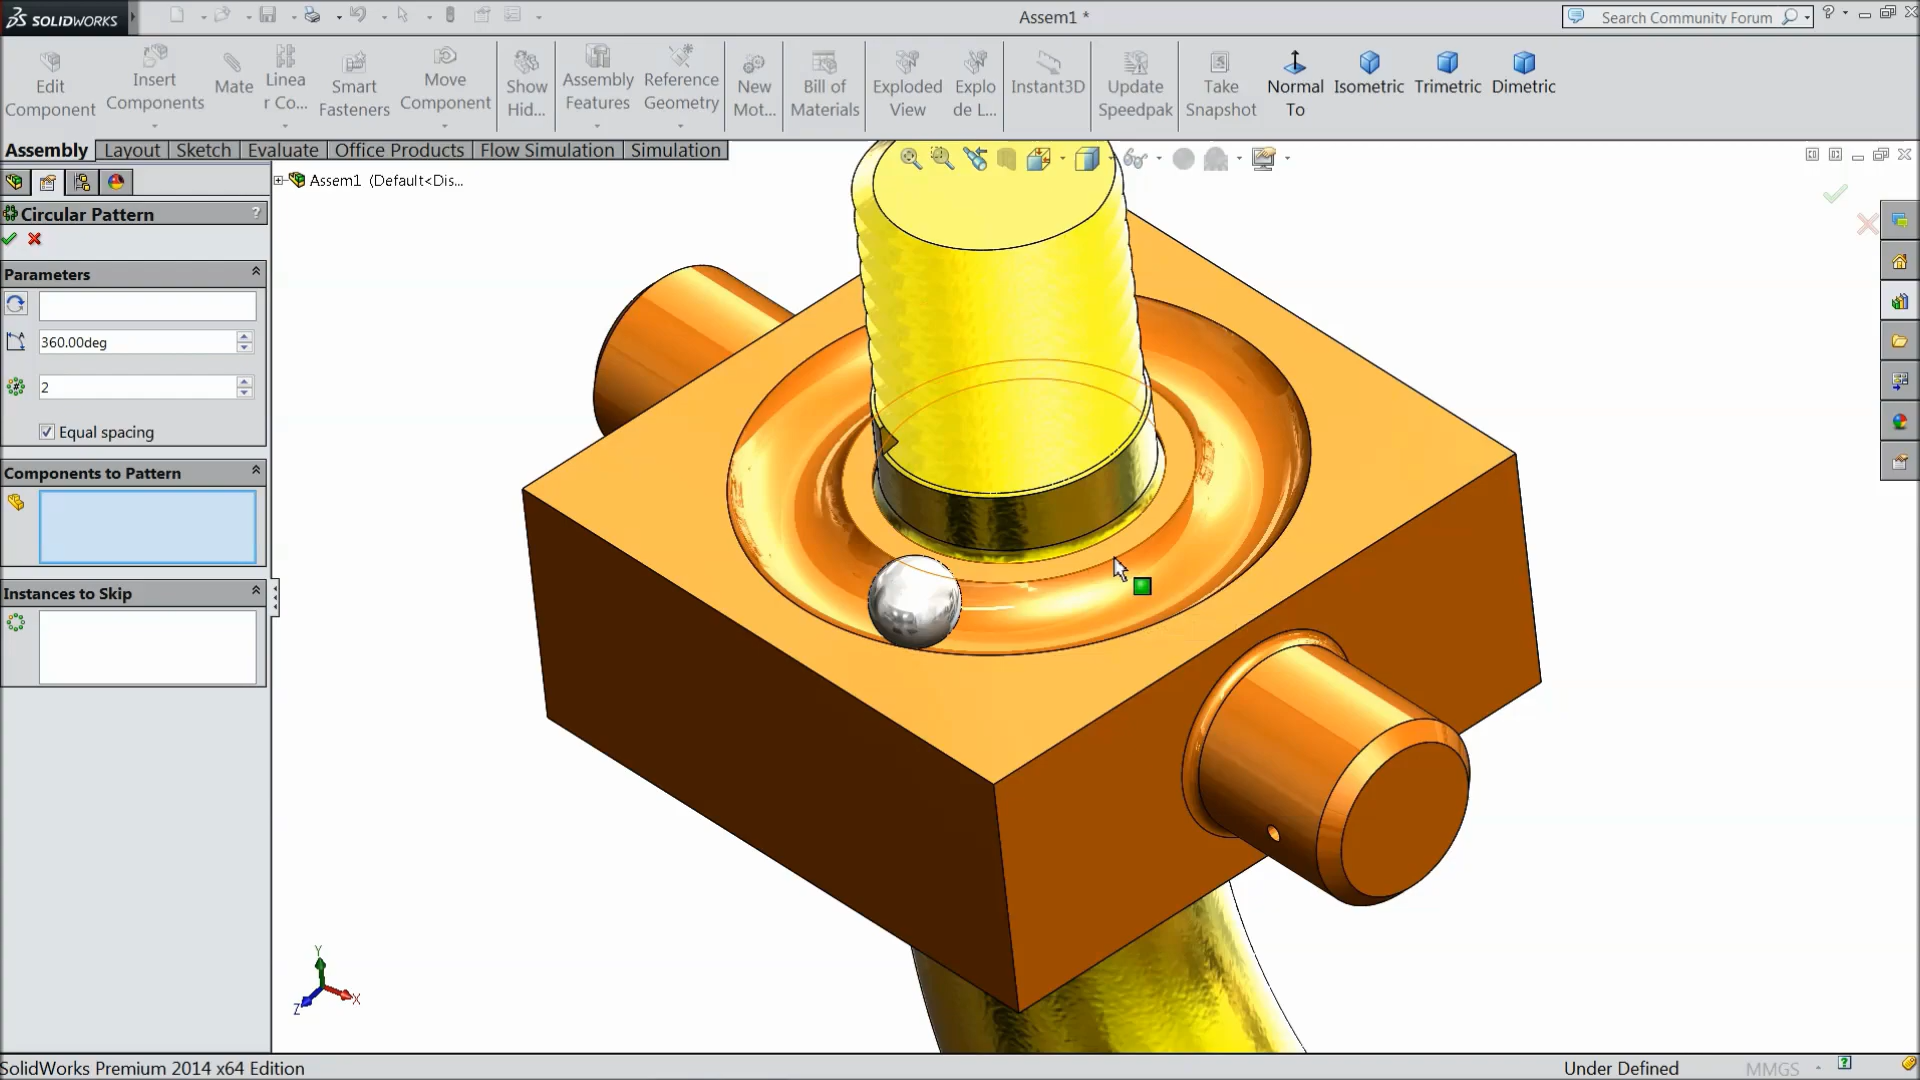 SOLIDWORKS
Assem1 *
Search Community Forum
?
Edit Component
Insert Components
Mate
Linea r Co...
Smart Fasteners
Move Component
Show Hid...
Assembly Features
Reference Geometry
New Mot...
Bill of Materials
Exploded View
Explo de L...
Instant3D
Update Speedpak
Take Snapshot
Normal To
Isometric
Trimetric
Dimetric
Assembly
Layout
Sketch
Evaluate
Office Products
Flow Simulation
Simulation
Assem1 (Default<Dis...
Circular Pattern
?
Parameters
360.00deg
2
Equal spacing
Components to Pattern
Instances to Skip
Y
X
Z
SolidWorks Premium 2014 x64 Edition
Under Defined
MMGS
?